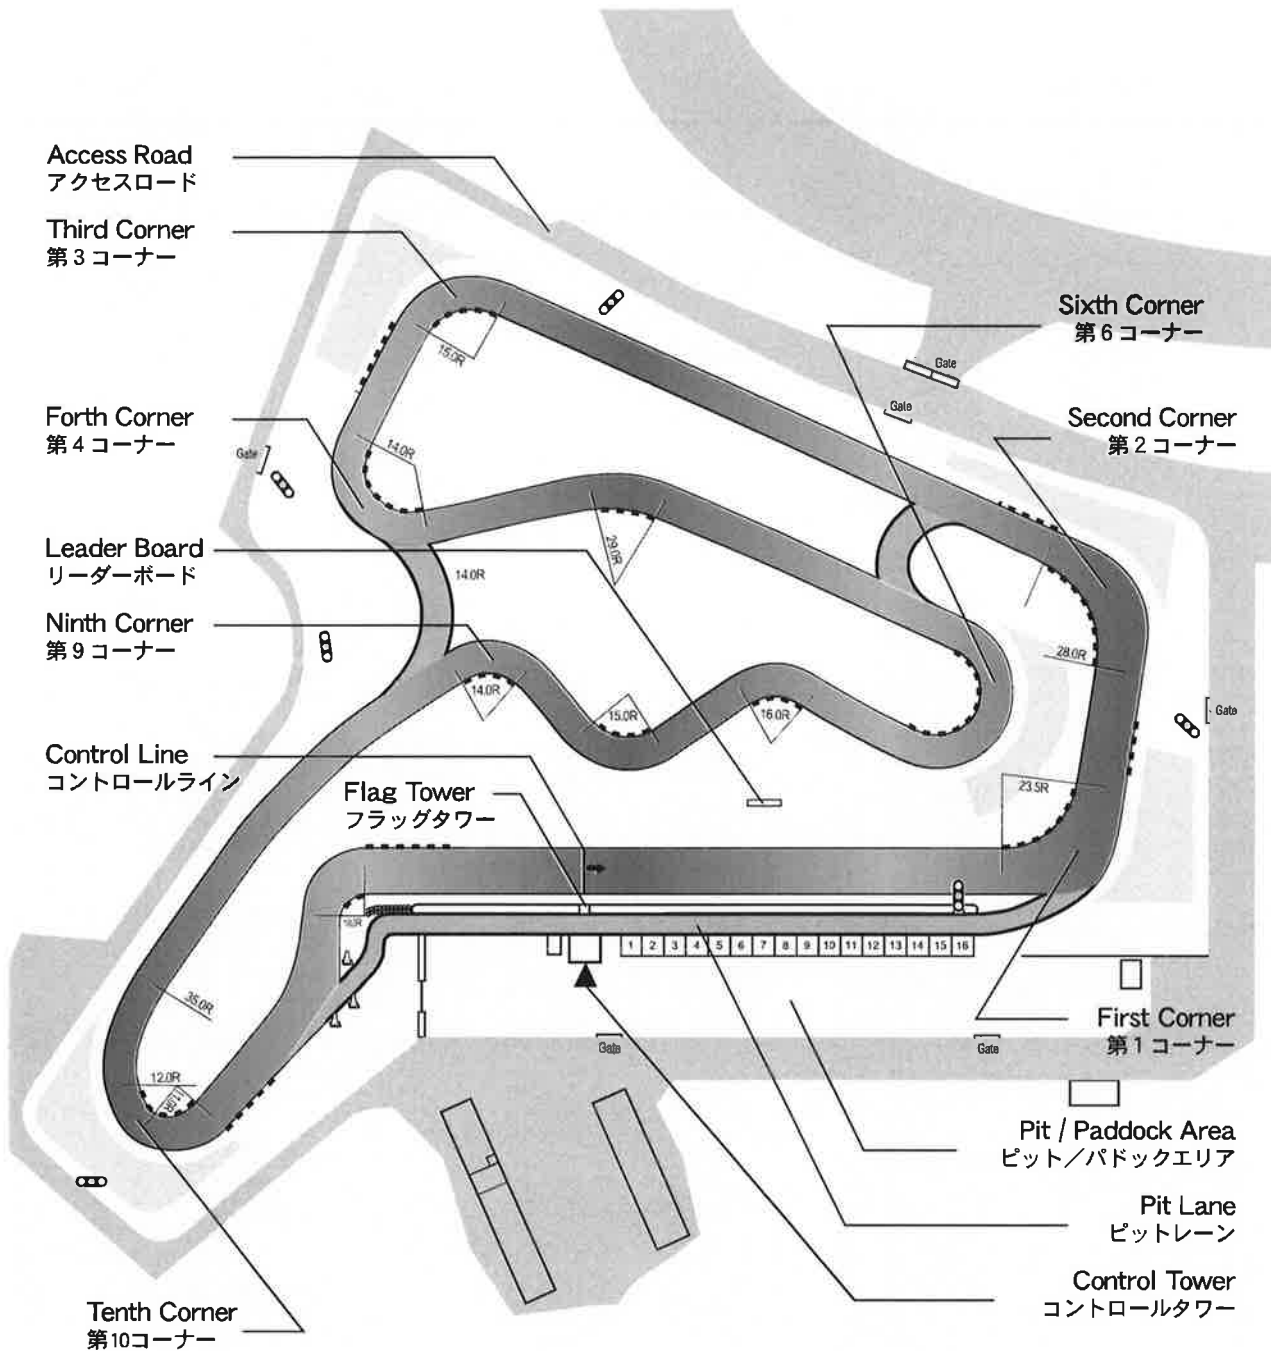 Access Road
アクセスロード
Third Corner
第3コーナー
Sixth Corner
第6コーナー
15.0R
Gate
Gate
Forth Corner
第4コーナー
Second Corner
第2コーナー
Gate
14.0R
Leader Board
リーダーボード
29.0R
14.0R
Ninth Corner
第9コーナー
28.0R
14.0R
15.0R
16.0R
Gate
Control Line
コントロールライン
Flag Tower
フラッグタワー
23.5R
1 2 3 4 5 6 7 8 9 10 11 12 13 14 15 16
35.0R
First Corner
第1コーナー
Gate
Gate
12.0R
Pit / Paddock Area
ピット／パドックエリア
Pit Lane
ピットレーン
Control Tower
コントロールタワー
Tenth Corner
第10コーナー